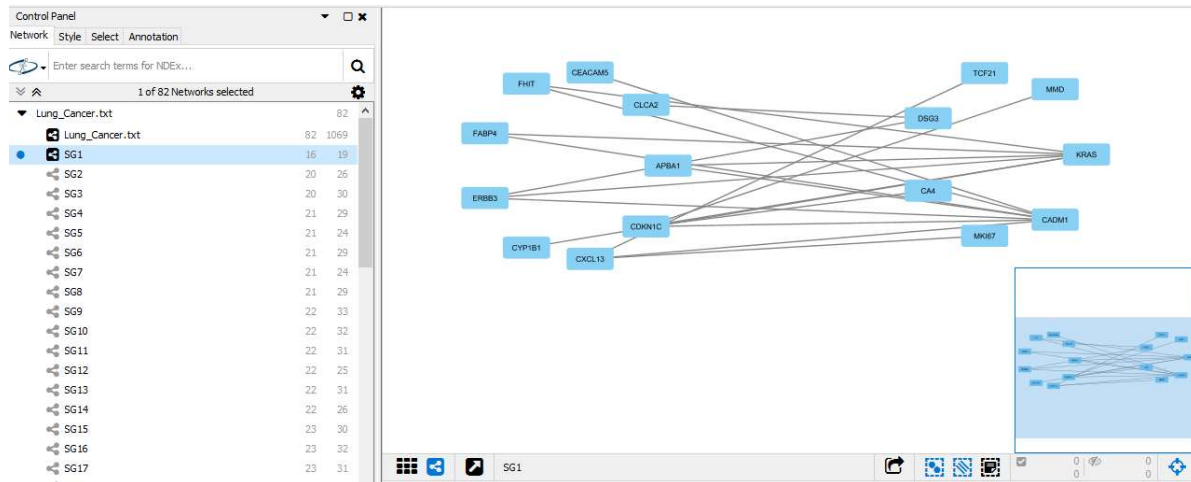 Control Panel
Network Style Select Annotation
Enter search terms for NDEx...
1 of 82 Networks selected
Lung_Cancer.txt 82
Lung_Cancer.txt 82 1069
SG1 16 19
SG2 20 26
SG3 20 30
SG4 21 29
SG5 21 24
SG6 21 29
SG7 21 24
SG8 21 29
SG9 22 33
SG10 22 32
SG11 22 31
SG12 22 25
SG13 22 31
SG14 22 26
SG15 23 30
SG16 23 32
SG17 23 31
CEACAM5
FHIT
CLCA2
FABP4
APBA1
ERBB3
CDKN1C
CYP1B1
CXCL13
TCF21
MMD
DSG3
KRAS
CA4
CADM1
MKI67
SG1
0 0
0 0